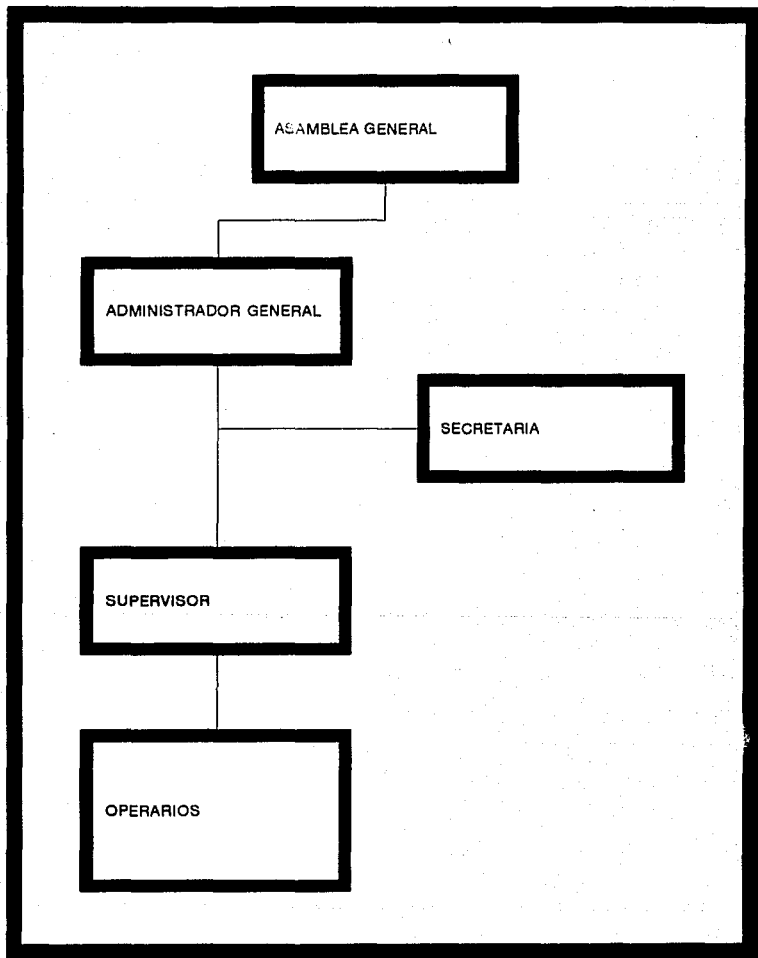 ASAMBLEA GENERAL
ADMINISTRADOR GENERAL
SECRETARIA
SUPERVISOR
OPERARIOS